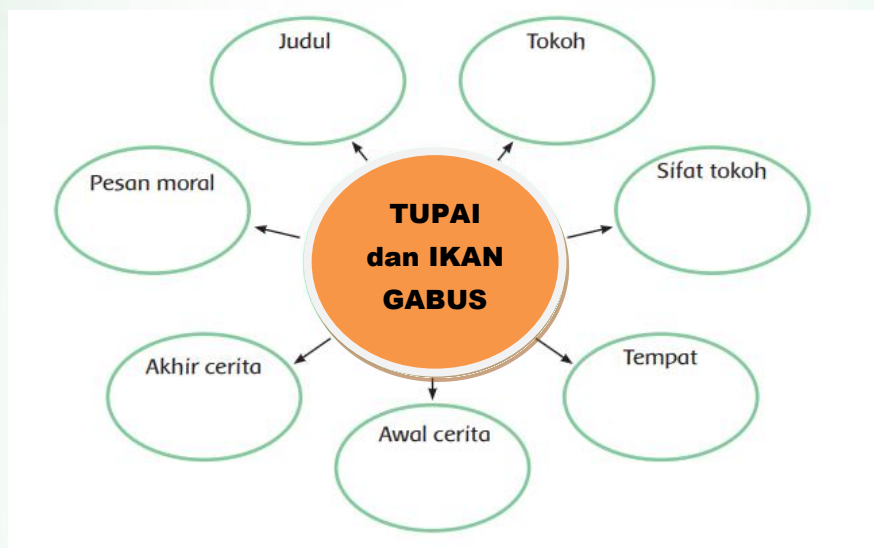 Judul
Tokoh
Pesan moral
Sifat tokoh
TUPAI
dan IKAN
GABUS
Akhir cerita
Tempat
Awal cerita